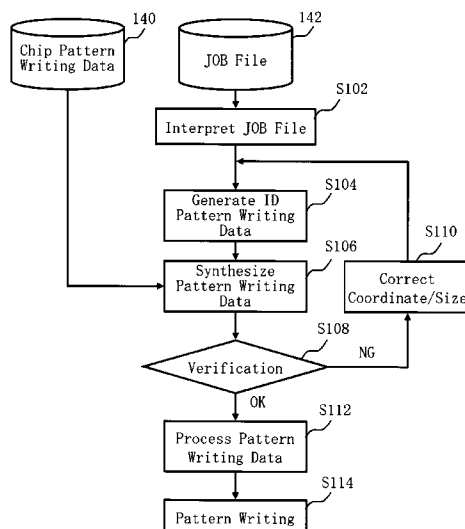 140
Chip Pattern
Writing Data
142
JOB File
S102
Interpret JOB File
S104
Generate ID
Pattern Writing
Data
S106
Synthesize
Pattern Writing
Data
S110
Correct
Coordinate/Size
S108
Verification
NG
OK
S112
Process Pattern
Writing Data
S114
Pattern Writing